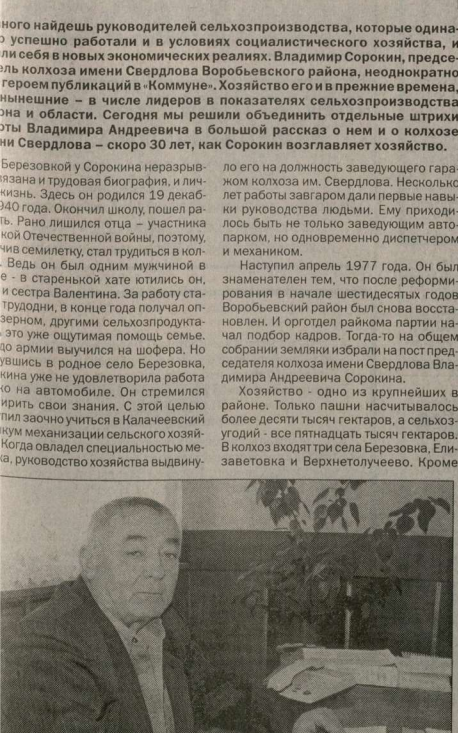 ного найдешь руководителей сельхозпроизводства, которые одина-
о успешно работали и в условиях социалистического хозяйства, и
ли себя в новых экономических реалиях. Владимир Сорокин, предсе-
ель колхоза имени Свердлова Воробьевского района, неоднократно
героем публикаций в «Коммуне». Хозяйство его и в прежние времена,
нынешние – в числе лидеров в показателях сельхозпроизводства
она и области. Сегодня мы решили объединить отдельные штрихи
оты Владимира Андреевича в большой рассказ о нем и о колхозе
ни Свердлова – скоро 30 лет, как Сорокин возглавляет хозяйство.
Березовкой у Сорокина неразрыв-
вязана и трудовая биография, и лич-
жизнь. Здесь он родился 19 декаб-
940 года. Окончил школу, пошел ра-
ть. Рано лишился отца – участника
кой Отечественной войны, поэтому,
чив семилетку, стал трудиться в кол-
. Ведь он был одним мужчиной в
е - в старенькой хате ютились он,
и сестра Валентина. За работу ста-
трудодни, в конце года получал оп-
зерном, другими сельхозпродукта-
это уже ощутимая помощь семье.
до армии выучился на шофера. Но
увшись в родное село Березовка,
кина уже не удовлетворила работа
ко на автомобиле. Он стремился
ирить свои знания. С этой целью
пил заочно учиться в Калачеевский
кум механизации сельского хозяй-
Когда овладел специальностью ме-
ка, руководство хозяйства выдвину-
ло его на должность заведующего гара-
жом колхоза им. Свердлова. Несколько
лет работы завгаром дали первые навы-
ки руководства людьми. Ему приходи-
лось быть не только заведующим авто-
парком, но одновременно диспетчером
и механиком.
Наступил апрель 1977 года. Он был
знаменателен тем, что после реформи-
рования в начале шестидесятых годов
Воробьевский район был снова восста-
новлен. И орготдел райкома партии на-
чал подбор кадров. Тогда-то на общем
собрании земляки избрали на пост пред-
седателя колхоза имени Свердлова Вла-
димира Андреевича Сорокина.
Хозяйство - одно из крупнейших в
районе. Только пашни насчитывалось
более десяти тысяч гектаров, а сельхоз-
угодий - все пятнадцать тысяч гектаров.
В колхоз входят три села Березовка, Ели-
заветовка и Верхнетолучеево. Кроме